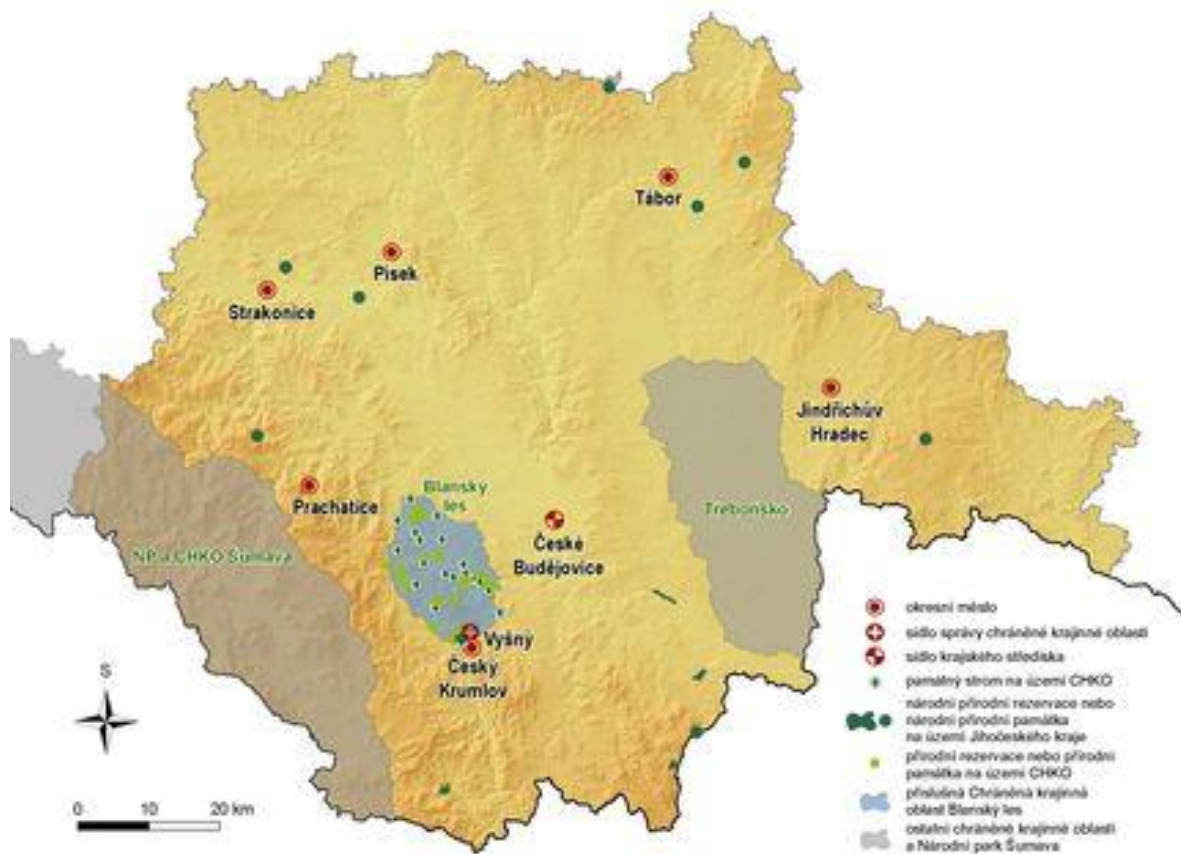 Tábor
Písek
Strakonice
Jindřichův
Hradec
Prachatice
Blansky
les
Trebonsko
České
Budějovice
NP a CHKO Šumava
Vyšný
Český
Krumlov
S
0 10 20 km
okresní město
sídlo správy chráněné krajinné oblasti
sídlo krajského střediska
památný strom na území CHKO
národní přírodní rezervace nebo
národní přírodní památka
na území Jihočeského kraje
přírodní rezervace nebo přírodní
památka na území CHKO
příslušná Chráněná krajinná
oblast Blanský les
ostatní chráněné krajinné oblasti
a Národní park Šumava